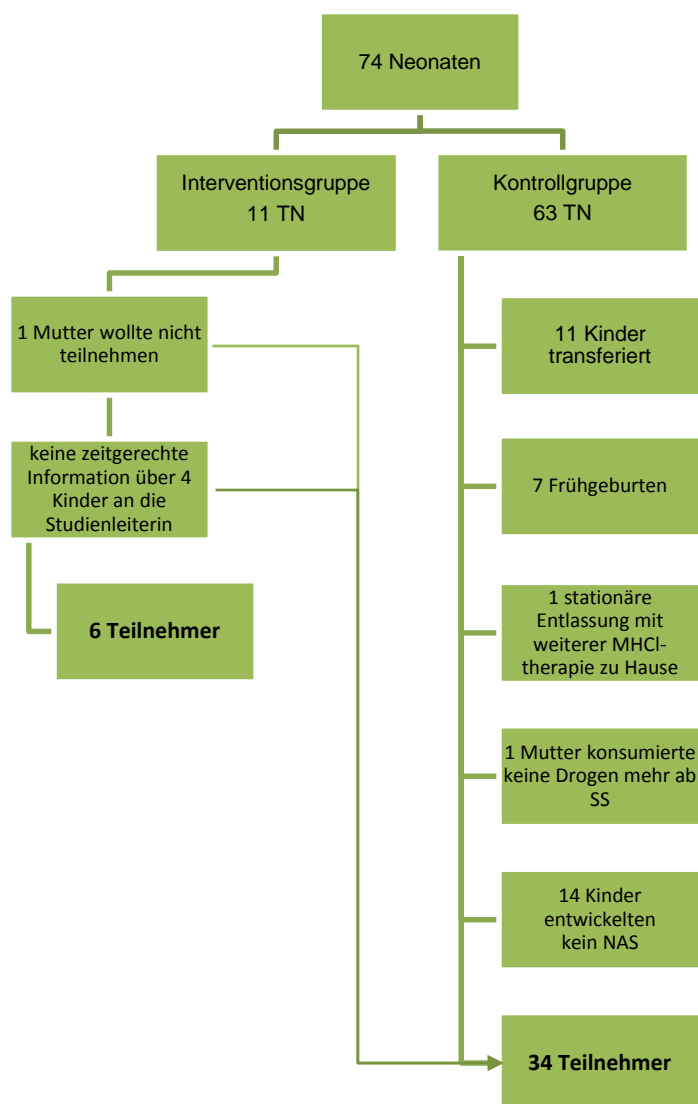 74 Neonaten
Interventionsgruppe
11 TN
Kontrollgruppe
63 TN
1 Mutter wollte nicht
teilnehmen
keine zeitgerechte
Information über 4
Kinder an die
Studienleiterin
6 Teilnehmer
11 Kinder
transferiert
7 Frühgeburten
1 stationäre
Entlassung mit
weiterer MHCl-
therapie zu Hause
1 Mutter konsumierte
keine Drogen mehr ab
SS
14 Kinder
entwickelten
kein NAS
34 Teilnehmer